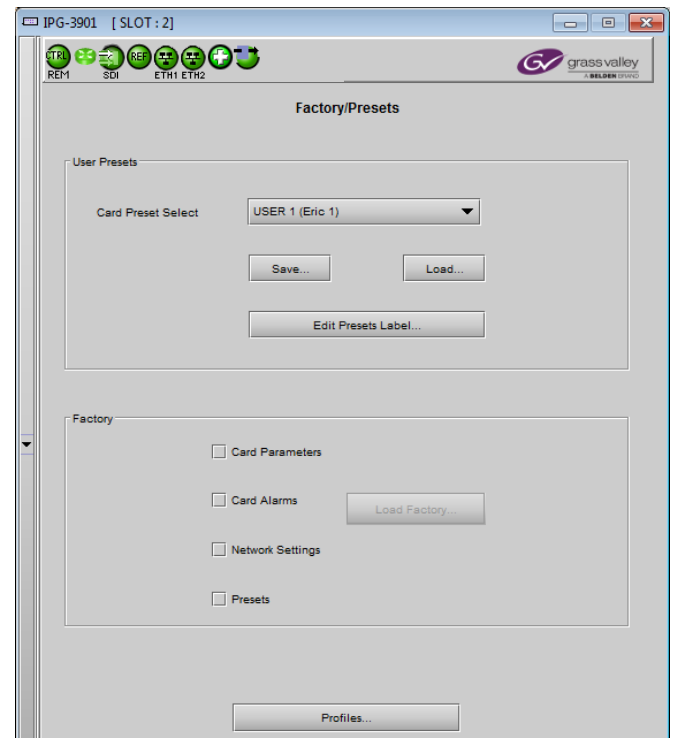 IPG-3901 [ SLOT : 2]
CTRL REF
REM SDI ETH1 ETH2
GV grass valley
A BELDEN BRAND
Factory/Presets
User Presets
Card Preset Select USER 1 (Eric 1)
Save... Load...
Edit Presets Label...
Factory
Card Parameters
Card Alarms Load Factory...
Network Settings
Presets
Profiles...